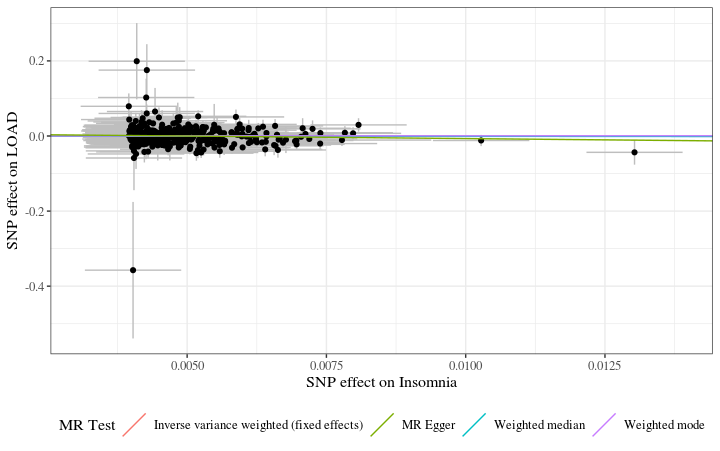 SNP effect on LOAD
0.2
0.0
-0.2
-0.4
0.0050 0.0075 0.0100 0.0125
SNP effect on Insomnia
MR Test Inverse variance weighted (fixed effects) MR Egger Weighted median Weighted mode